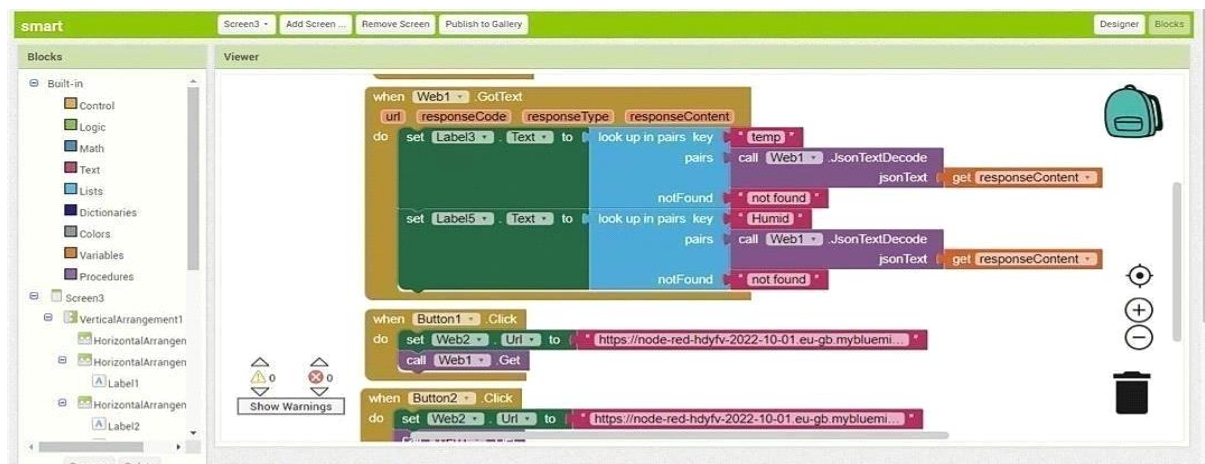 smart
Screen3
Add Screen ...
Remove Screen
Publish to Gallery
Designer
Blocks
Blocks
Viewer
Built-in
Control
Logic
Math
Text
Lists
Dictionaries
Colors
Variables
Procedures
Screen3
VerticalArrangement1
HorizontalArrangen
HorizontalArrangen
Label1
HorizontalArrangen
Label2
when Web1 .GotText
url responseCode responseType responseContent
do set Label3 . Text to look up in pairs key " temp "
pairs call Web1 .JsonTextDecode
jsonText get responseContent
notFound " not found "
set Label5 . Text to look up in pairs key " Humid "
pairs call Web1 .JsonTextDecode
jsonText get responseContent
notFound " not found "
when Button1 .Click
do set Web2 . Url to " https://node-red-hdyfv-2022-10-01.eu-gb.mybluemi... "
call Web1 .Get
when Button2 .Click
do set Web2 . Url to " https://node-red-hdyfv-2022-10-01.eu-gb.mybluemi... "
0 0
Show Warnings